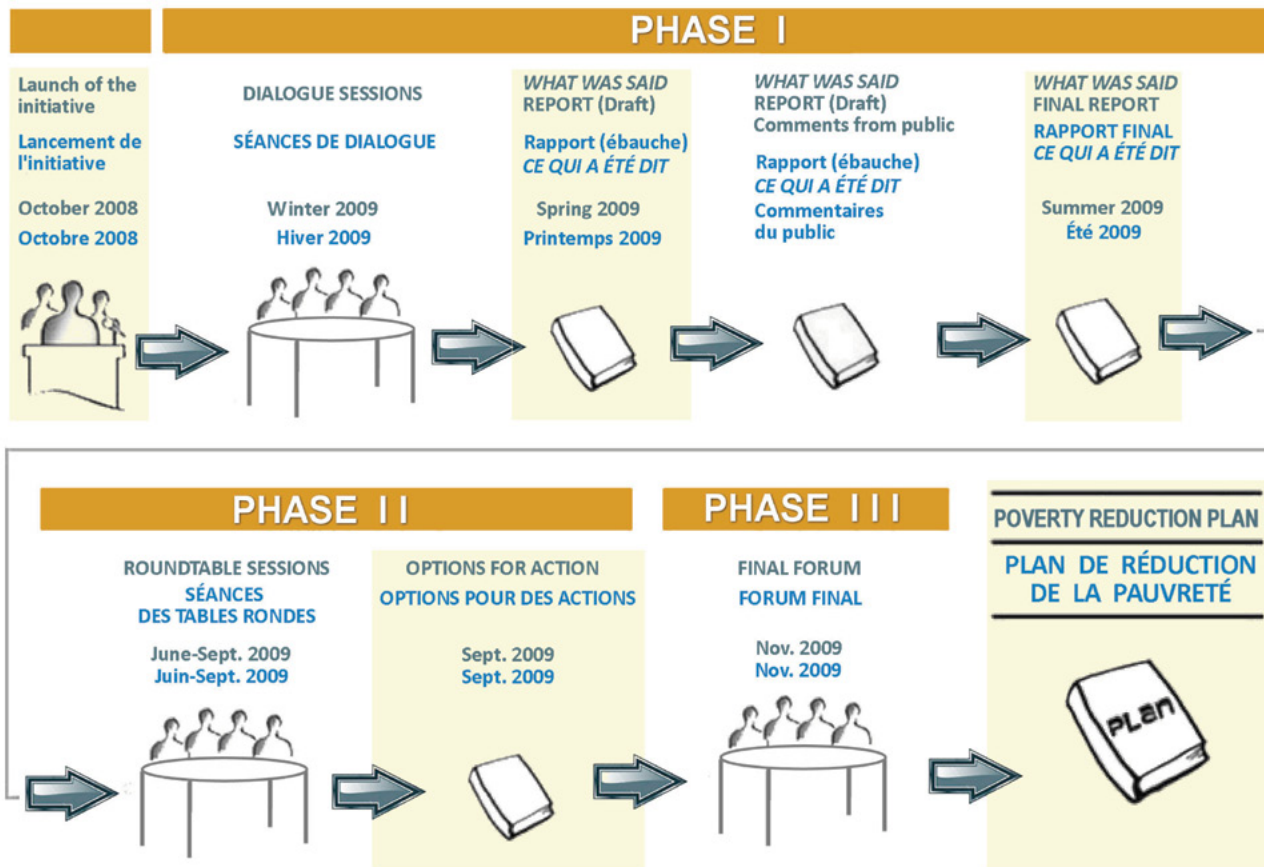 PHASE I
Launch of the
initiative
Lancement de
l'initiative
October 2008
Octobre 2008
DIALOGUE SESSIONS
SÉANCES DE DIALOGUE
Winter 2009
Hiver 2009
WHAT WAS SAID
REPORT (Draft)
Rapport (ébauche)
CE QUI A ÉTÉ DIT
Spring 2009
Printemps 2009
WHAT WAS SAID
REPORT (Draft)
Comments from public
Rapport (ébauche)
CE QUI A ÉTÉ DIT
Commentaires
du public
WHAT WAS SAID
FINAL REPORT
RAPPORT FINAL
CE QUI A ÉTÉ DIT
Summer 2009
Été 2009
PHASE II
ROUNDTABLE SESSIONS
SÉANCES
DES TABLES RONDES
June-Sept. 2009
Juin-Sept. 2009
OPTIONS FOR ACTION
OPTIONS POUR DES ACTIONS
Sept. 2009
Sept. 2009
PHASE III
FINAL FORUM
FORUM FINAL
Nov. 2009
Nov. 2009
POVERTY REDUCTION PLAN
PLAN DE RÉDUCTION
DE LA PAUVRETÉ
PLan